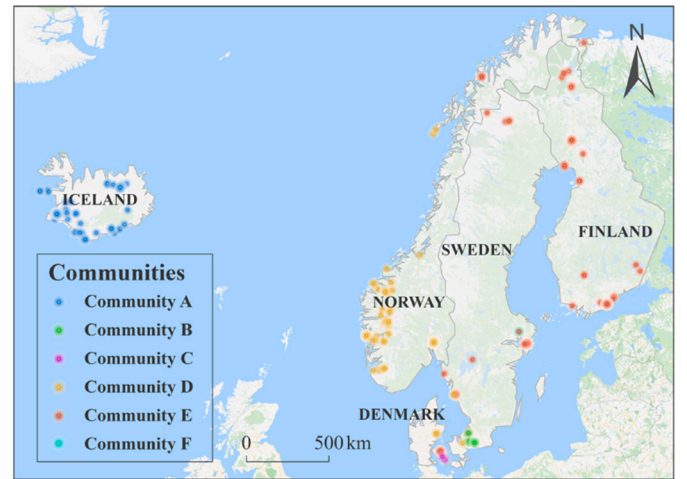 N
ICELAND
SWEDEN
FINLAND
NORWAY
DENMARK
Communities
Community A
Community B
Community C
Community D
Community E
Community F
0 500 km